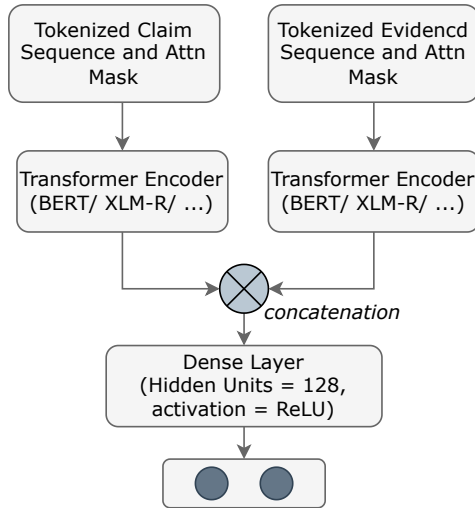 Tokenized Claim
Sequence and Attn
Mask
Tokenized Evidencd
Sequence and Attn
Mask
Transformer Encoder
(BERT/ XLM-R/ ...)
Transformer Encoder
(BERT/ XLM-R/ ...)
concatenation
Dense Layer
(Hidden Units = 128,
activation = ReLU)